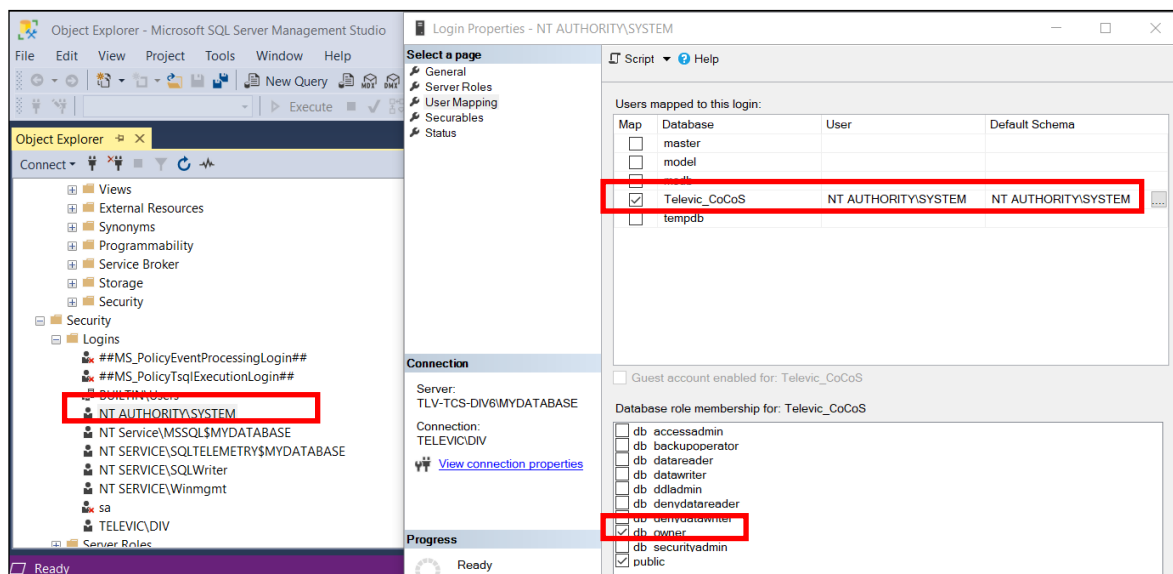 Object Explorer - Microsoft SQL Server Management Studio
File Edit View Project Tools Window Help
New Query
Execute
Object Explorer
Connect
Views
External Resources
Synonyms
Programmability
Service Broker
Storage
Security
Security
Logins
##MS_PolicyEventProcessingLogin##
##MS_PolicyTsqlExecutionLogin##
BUILTIN\Users
NT AUTHORITY\SYSTEM
NT Service\MSSQL$MYDATABASE
NT SERVICE\SQLTELEMETRY$MYDATABASE
NT SERVICE\SQLWriter
NT SERVICE\Winmgmt
sa
TELEVIC\DIV
Server Roles
Ready
Login Properties - NT AUTHORITY\SYSTEM
Select a page
General
Server Roles
User Mapping
Securables
Status
Connection
Server:
TLV-TCS-DIV6\MYDATABASE
Connection:
TELEVIC\DIV
View connection properties
Progress
Ready
Script Help
Users mapped to this login:
Map Database User Default Schema
master
model
msdb
Televic_CoCoS NT AUTHORITY\SYSTEM NT AUTHORITY\SYSTEM ...
tempdb
Guest account enabled for: Televic_CoCoS
Database role membership for: Televic_CoCoS
db_accessadmin
db_backupoperator
db_datareader
db_datawriter
db_ddladmin
db_denydatareader
db_denydatawriter
db_owner
db_securityadmin
public